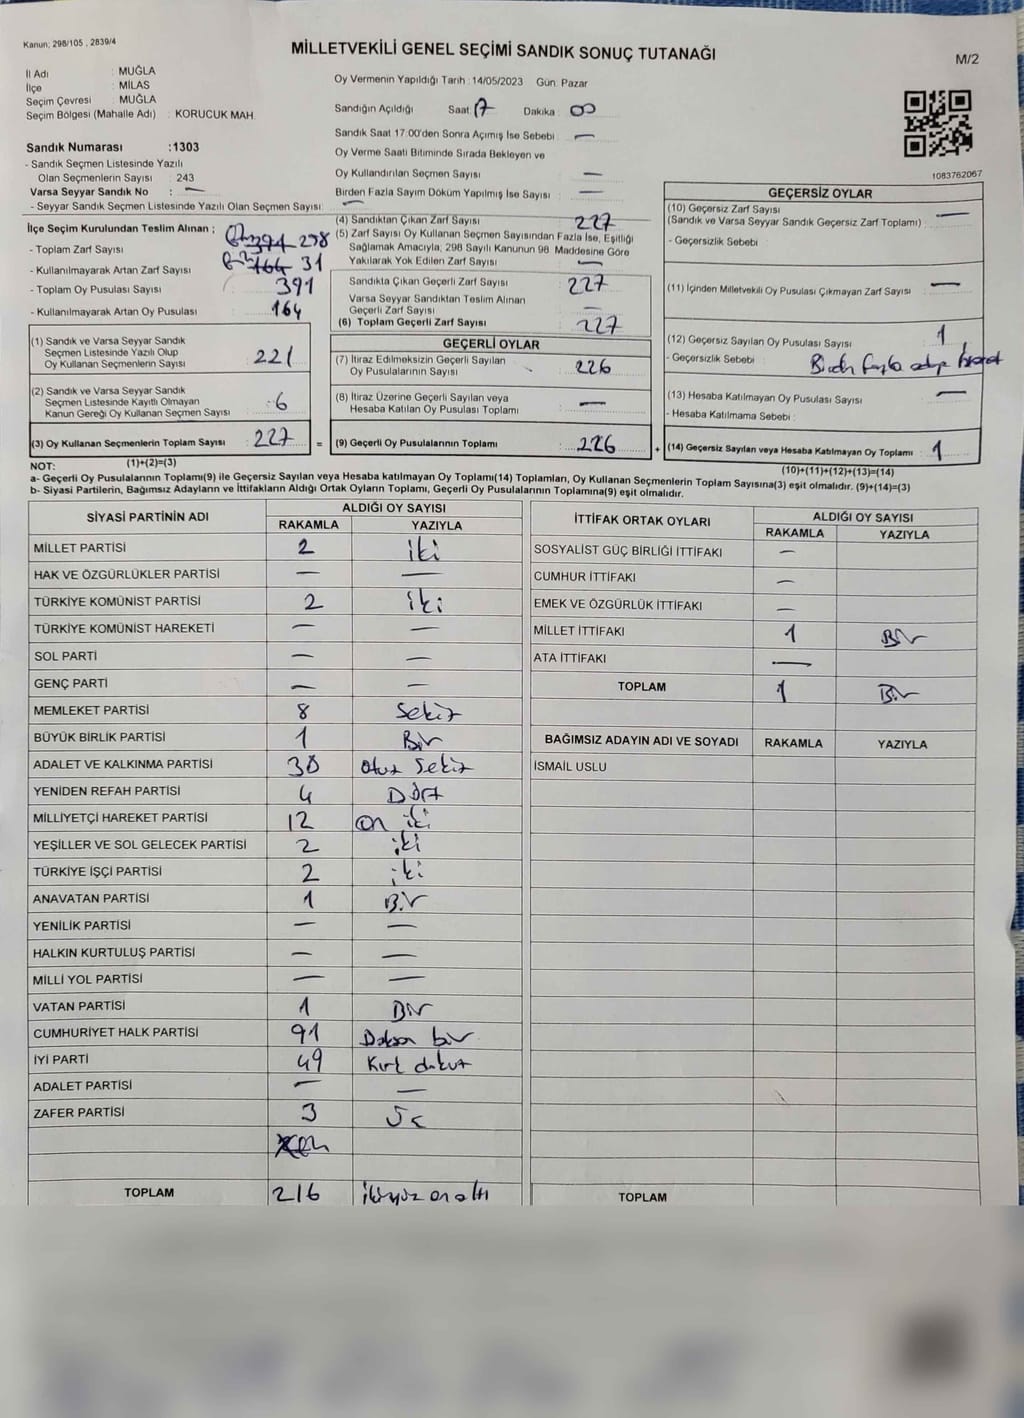 Kanun: 298/105 , 2839/4
MİLLETVEKİLİ GENEL SEÇİMİ SANDIK SONUÇ TUTANAĞI
M/2
İl Adı : MUĞLA
İlçe : MİLAS
Seçim Çevresi : MUĞLA
Seçim Bölgesi (Mahalle Adı) : KORUCUK MAH.
Sandık Numarası :1303
- Sandık Seçmen Listesinde Yazılı
Olan Seçmenlerin Sayısı : 243
Varsa Seyyar Sandık No : —
- Seyyar Sandık Seçmen Listesinde Yazılı Olan Seçmen Sayısı: —
Oy Vermenin Yapıldığı Tarih : 14/05/2023 Gün: Pazar
Sandığın Açıldığı Saat: 17 Dakika : 00
Sandık Saat 17:00'den Sonra Açımış İse Sebebi : —
Oy Verme Saati Bitiminde Sırada Bekleyen ve
Oy Kullandırılan Seçmen Sayısı : —
Birden Fazla Sayım Döküm Yapılmış İse Sayısı : —
1083762067
İlçe Seçim Kurulundan Teslim Alınan ;
- Toplam Zarf Sayısı : 258
- Kullanılmayarak Artan Zarf Sayısı : 31
- Toplam Oy Pusulası Sayısı : 391
- Kullanılmayarak Artan Oy Pusulası : 164
(1) Sandık ve Varsa Seyyar Sandık
Seçmen Listesinde Yazılı Olup
Oy Kullanan Seçmenlerin Sayısı : 221
(2) Sandık ve Varsa Seyyar Sandık
Seçmen Listesinde Kayıtlı Olmayan
Kanun Gereği Oy Kullanan Seçmen Sayısı : 6
(3) Oy Kullanan Seçmenlerin Toplam Sayısı : 227 =
(1)+(2)=(3)
(4) Sandıktan Çıkan Zarf Sayısı : 227
(5) Zarf Sayısı Oy Kullanan Seçmen Sayısından Fazla İse, Eşitliği
Sağlamak Amacıyla; 298 Sayılı Kanunun 98. Maddesine Göre
Yakılarak Yok Edilen Zarf Sayısı : —
Sandıkta Çıkan Geçerli Zarf Sayısı : 227
Varsa Seyyar Sandıktan Teslim Alınan
Geçerli Zarf Sayısı : —
(6) Toplam Geçerli Zarf Sayısı : 227
GEÇERLİ OYLAR
(7) İtiraz Edilmeksizin Geçerli Sayılan
Oy Pusulalarının Sayısı : 226
(8) İtiraz Üzerine Geçerli Sayılan veya
Hesaba Katılan Oy Pusulası Toplamı : —
(9) Geçerli Oy Pusulalarının Toplamı : 226 +
GEÇERSİZ OYLAR
(10) Geçersiz Zarf Sayısı
(Sandık ve Varsa Seyyar Sandık Geçersiz Zarf Toplamı) : —
- Geçersizlik Sebebi :
(11) İçinden Milletvekili Oy Pusulası Çıkmayan Zarf Sayısı : —
(12) Geçersiz Sayılan Oy Pusulası Sayısı : 1
- Geçersizlik Sebebi : Birden fazla
(13) Hesaba Katılmayan Oy Pusulası Sayısı : —
- Hesaba Katılmama Sebebi :
(14) Geçersiz Sayılan veya Hesaba Katılmayan Oy Toplamı : 1
(10)+(11)+(12)+(13)=(14)
NOT:
a- Geçerli Oy Pusulalarının Toplamı(9) ile Geçersiz Sayılan veya Hesaba katılmayan Oy Toplamı(14) Toplamları, Oy Kullanan Seçmenlerin Toplam Sayısına(3) eşit olmalıdır. (9)+(14)=(3)
b- Siyasi Partilerin, Bağımsız Adayların ve İttifakların Aldığı Ortak Oyların Toplamı, Geçerli Oy Pusulalarının Toplamına(9) eşit olmalıdır.
SİYASİ PARTİNİN ADI ALDIĞI OY SAYISI
RAKAMLA YAZIYLA
MİLLET PARTİSİ 2 iki
HAK VE ÖZGÜRLÜKLER PARTİSİ — —
TÜRKİYE KOMÜNİST PARTİSİ 2 iki
TÜRKİYE KOMÜNİST HAREKETİ — —
SOL PARTİ — —
GENÇ PARTİ — —
MEMLEKET PARTİSİ 8 Sekiz
BÜYÜK BİRLİK PARTİSİ 1 Bir
ADALET VE KALKINMA PARTİSİ 38 otuz sekiz
YENİDEN REFAH PARTİSİ 4 Dört
MİLLİYETÇİ HAREKET PARTİSİ 12 on iki
YEŞİLLER VE SOL GELECEK PARTİSİ 2 iki
TÜRKİYE İŞÇİ PARTİSİ 2 iki
ANAVATAN PARTİSİ 1 Bir
YENİLİK PARTİSİ — —
HALKIN KURTULUŞ PARTİSİ — —
MİLLİ YOL PARTİSİ — —
VATAN PARTİSİ 1 Bir
CUMHURİYET HALK PARTİSİ 91 Doksan bir
İYİ PARTİ 49 Kırk dokuz
ADALET PARTİSİ — —
ZAFER PARTİSİ 3 Üç
TOPLAM 216 ikiyüz on altı
İTTİFAK ORTAK OYLARI ALDIĞI OY SAYISI
RAKAMLA YAZIYLA
SOSYALİST GÜÇ BİRLİĞİ İTTİFAKI —
CUMHUR İTTİFAKI —
EMEK VE ÖZGÜRLÜK İTTİFAKI —
MİLLET İTTİFAKI 1 Bir
ATA İTTİFAKI —
TOPLAM 1 Bir
BAĞIMSIZ ADAYIN ADI VE SOYADI RAKAMLA YAZIYLA
İSMAİL USLU
TOPLAM